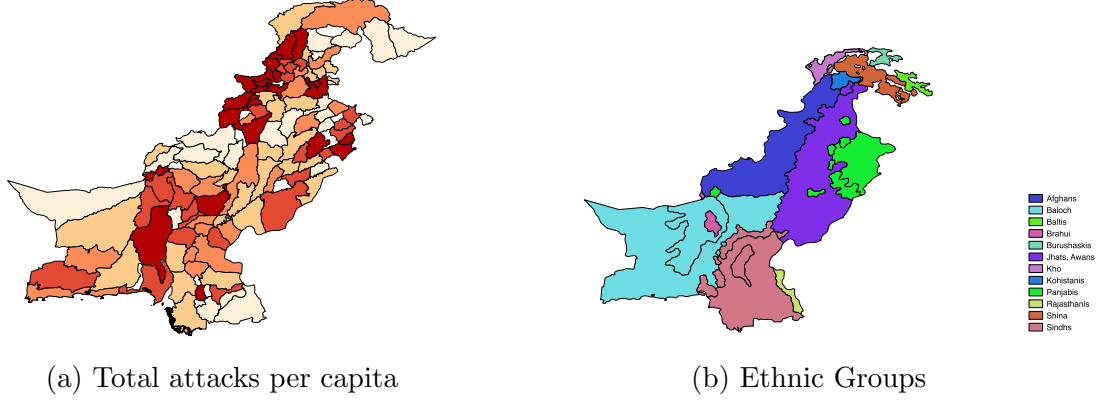 Afghans
Baloch
Baltis
Brahui
Burushaskis
Jhats, Awans
Kho
Kohistanis
Panjabis
Rajasthanis
Shina
Sindhs
(a) Total attacks per capita
(b) Ethnic Groups